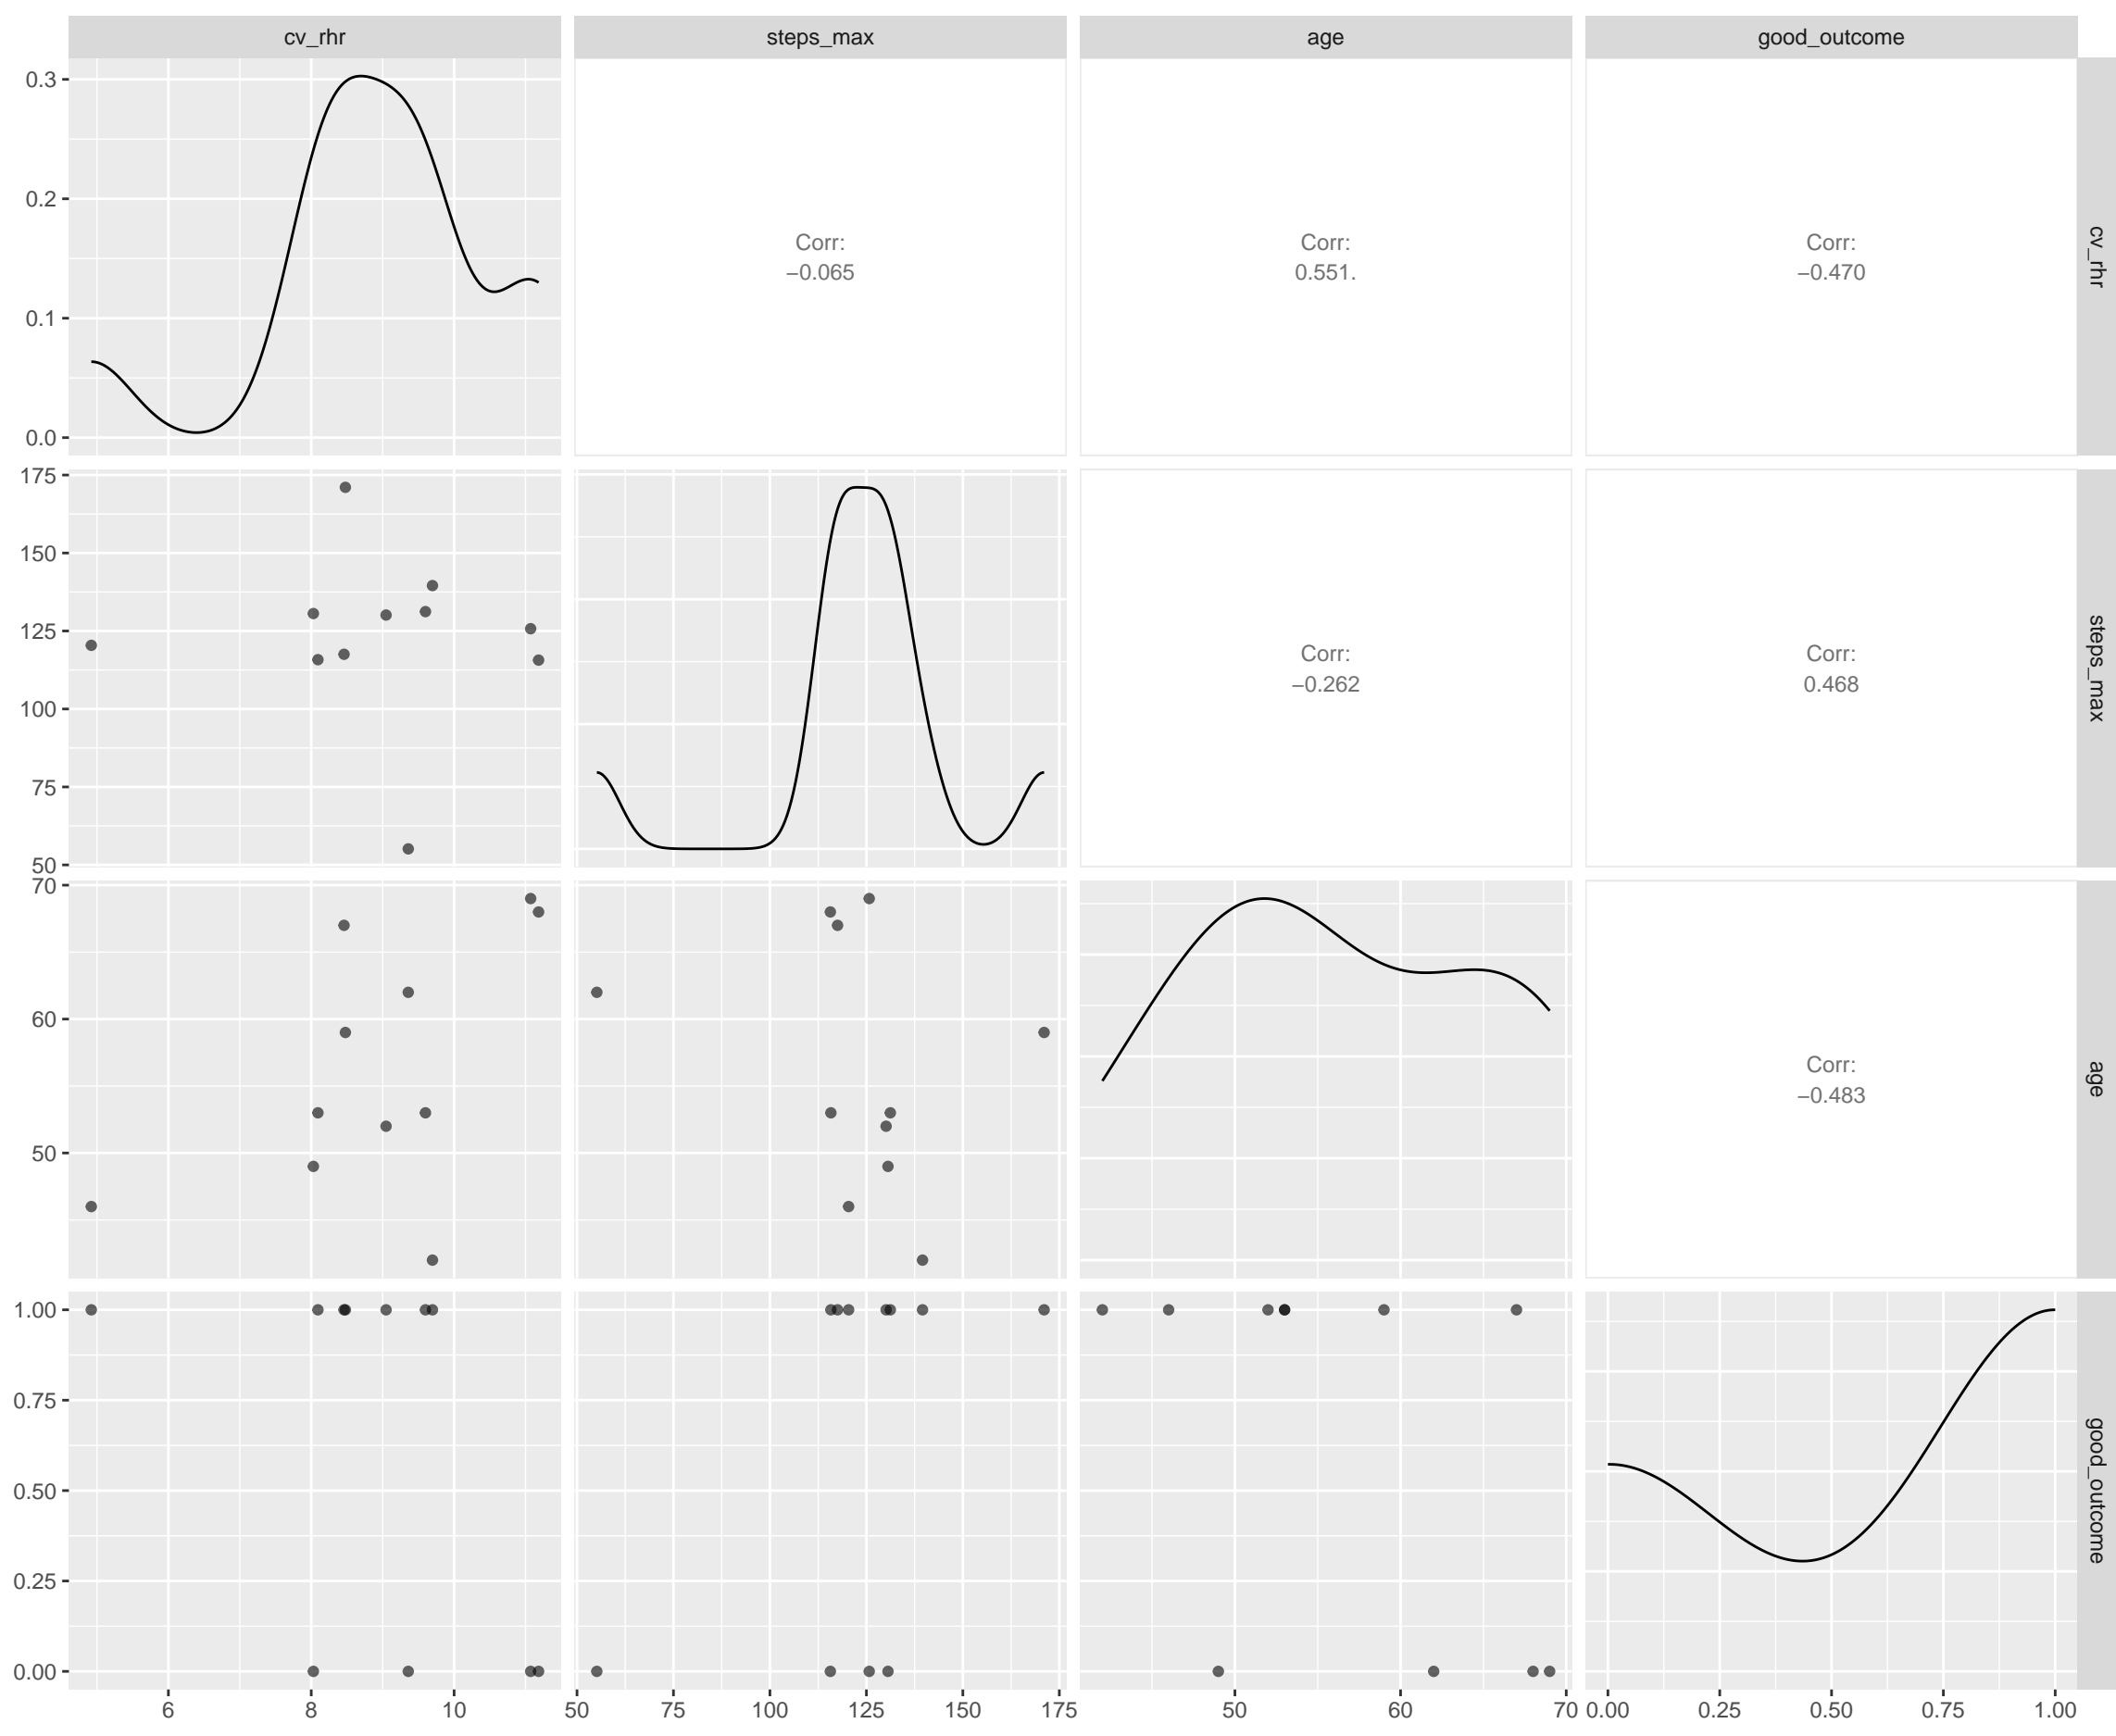 cv_rhr
steps_max
age
good_outcome
0.3
0.2
0.1
0.0
Corr:
−0.065
Corr:
0.551.
Corr:
−0.470
cv_rhr
175
150
125
100
75
50
Corr:
−0.262
Corr:
0.468
steps_max
70
60
50
Corr:
−0.483
age
1.00
0.75
0.50
0.25
0.00
good_outcome
6 8 10
50 75 100 125 150 175
50 60 70
0.00 0.25 0.50 0.75 1.00